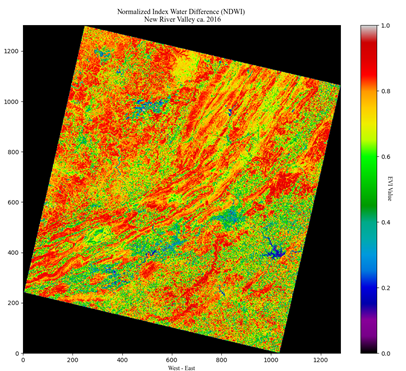 Normalized Index Water Difference (NDWI)
New River Valley ca. 2016
1200
1000
800
600
400
200
0
0 200 400 600 800 1000 1200
West - East
1.0
0.8
0.6
0.4
0.2
0.0
EVI Value